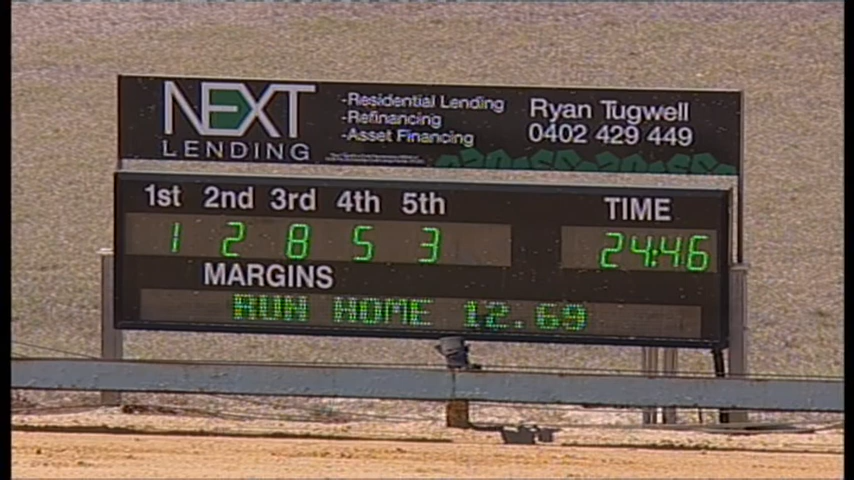 NEXT
LENDING
-Residential Lending
-Refinancing
-Asset Financing
Ryan Tugwell
0402 429 449
1st 2nd 3rd 4th 5th TIME
1 2 8 5 3 24:46
MARGINS
RUN HOME 12.69